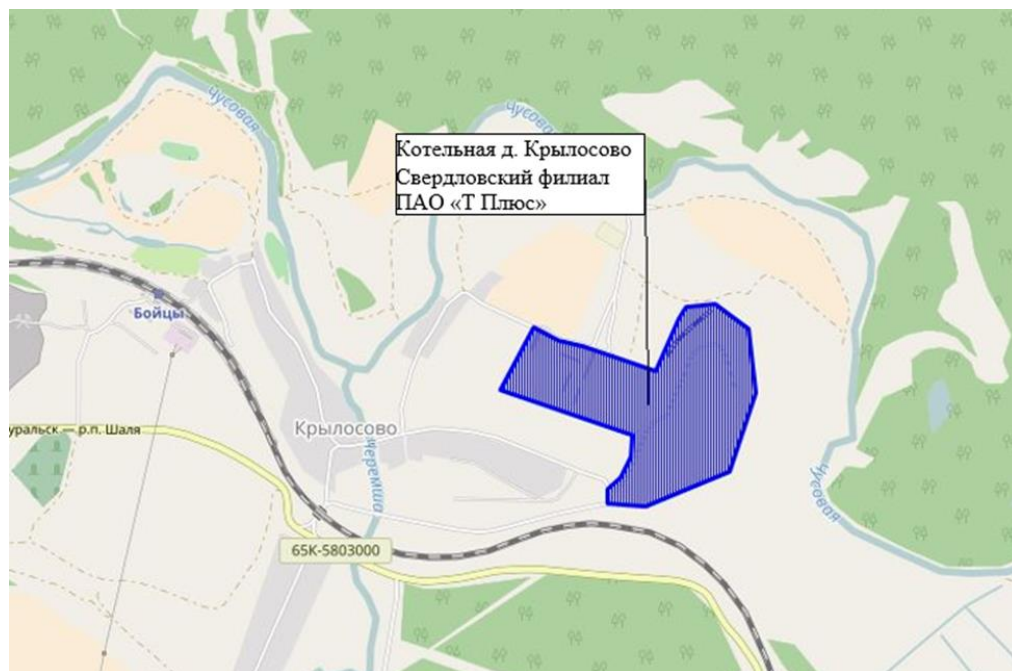 Чусовая
Чусова
Котельная д. Крылосово
Свердловский филиал
ПАО «Т Плюс»
Бойцы
Крылосово
уральск — р.п. Шаля
Черемша
Чусовая
65К-5803000